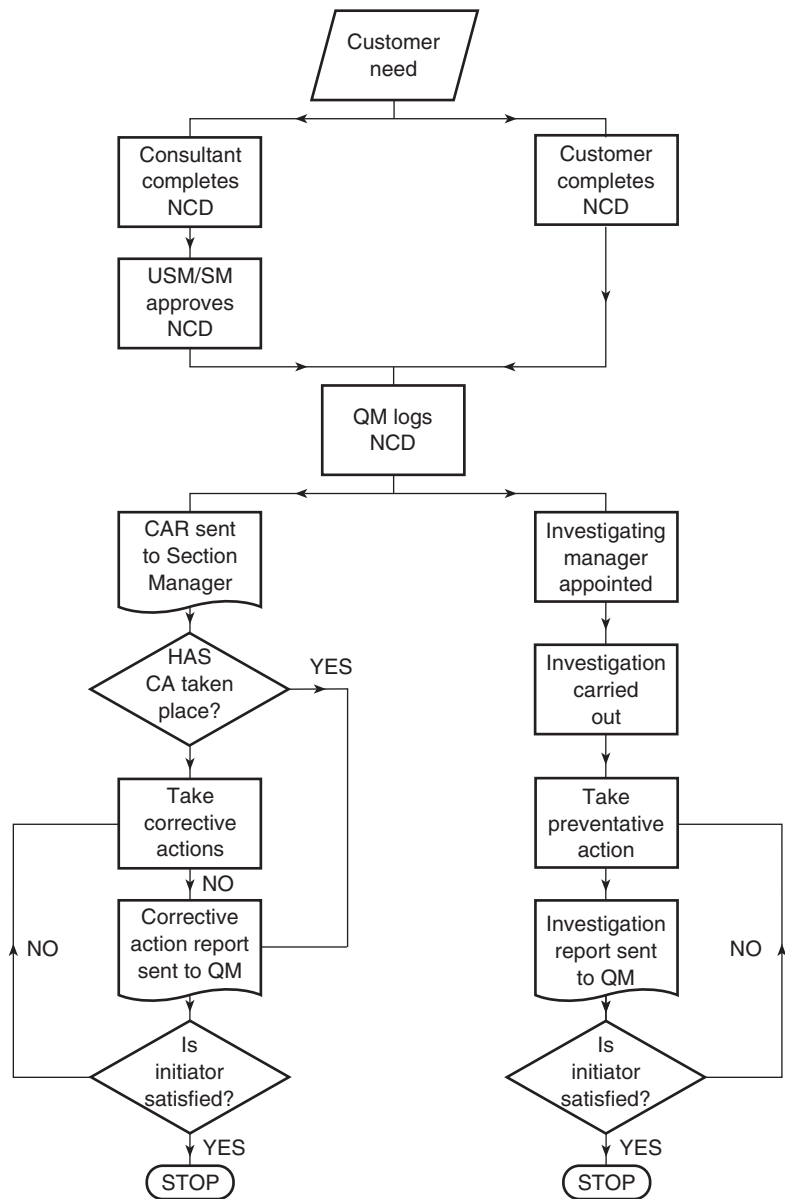 Customer
need
Consultant
completes
NCD
Customer
completes
NCD
USM/SM
approves
NCD
QM logs
NCD
CAR sent
to Section
Manager
Investigating
manager
appointed
HAS
CA taken
place?
YES
Investigation
carried
out
Take
corrective
actions
Take
preventative
action
NO
Corrective
action report
sent to QM
NO
Investigation
report sent
to QM
NO
Is
initiator
satisfied?
Is
initiator
satisfied?
YES
YES
STOP
STOP